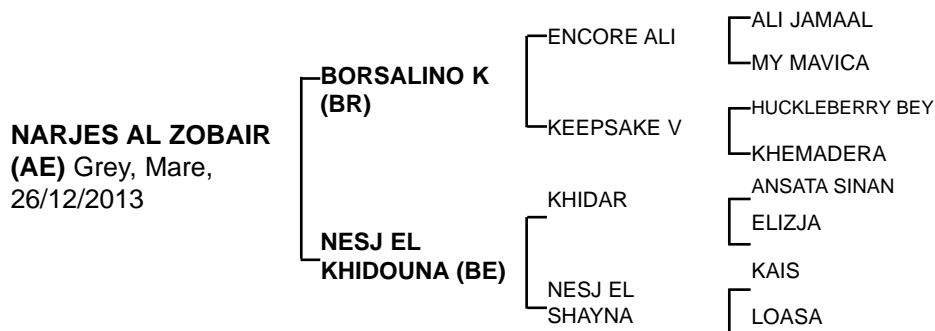 NARJES AL ZOBAIR
(AE) Grey, Mare,
26/12/2013
BORSALINO K
(BR)
NESJ EL
KHIDOUNA (BE)
ENCORE ALI
KEEPSAKE V
KHIDAR
NESJ EL
SHAYNA
ALI JAMAAL
MY MAVICA
HUCKLEBERRY BEY
KHEMADERA
ANSATA SINAN
ELIZJA
KAIS
LOASA